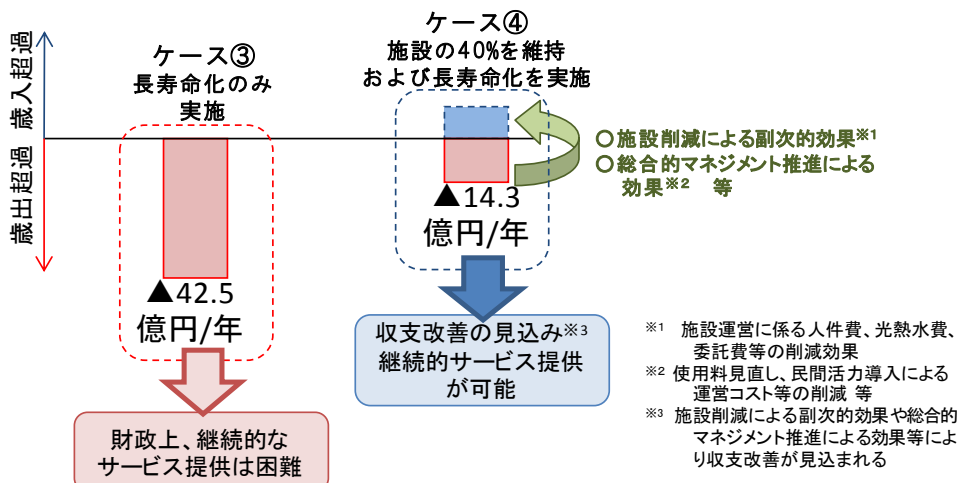 歳入超過
歳出超過
ケース③
長寿命化のみ
実施
▲42.5
億円/年
財政上、継続的な
サービス提供は困難
ケース④
施設の40%を維持
および長寿命化を実施
▲14.3
億円/年
収支改善の見込み※3
継続的サービス提供
が可能
○施設削減による副次的効果※1
○総合的マネジメント推進による
効果※2 等
※1 施設運営に係る人件費、光熱水費、
委託費等の削減効果
※2 使用料見直し、民間活力導入による
運営コスト等の削減 等
※3 施設削減による副次的効果や総合的
マネジメント推進による効果等によ
り収支改善が見込まれる